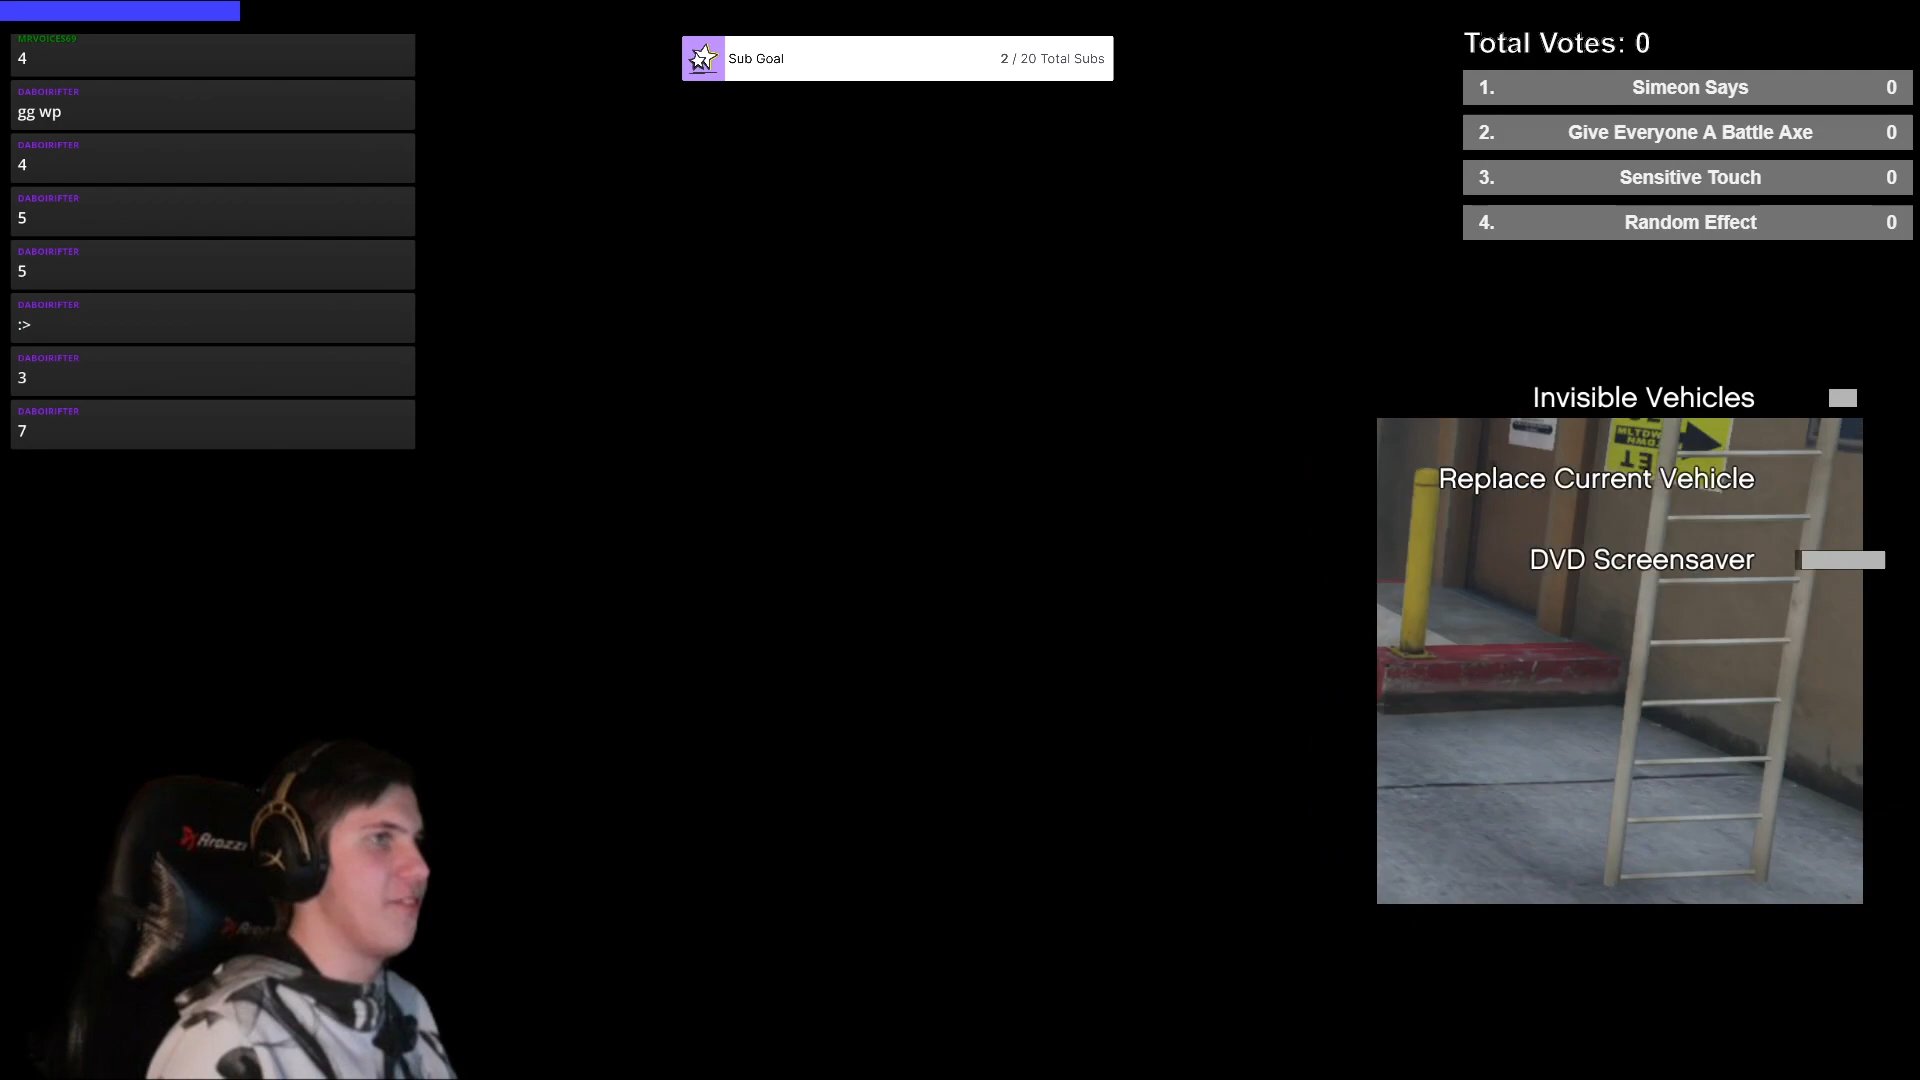 MRVOICES69
4
DABOIRIFTER
gg wp
DABOIRIFTER
4
DABOIRIFTER
5
DABOIRIFTER
5
DABOIRIFTER
:>
DABOIRIFTER
3
DABOIRIFTER
7
Sub Goal 2 / 20 Total Subs
Total Votes: 0
1. Simeon Says 0
2. Give Everyone A Battle Axe 0
3. Sensitive Touch 0
4. Random Effect 0
Invisible Vehicles
Replace Current Vehicle
DVD Screensaver
Arozzi